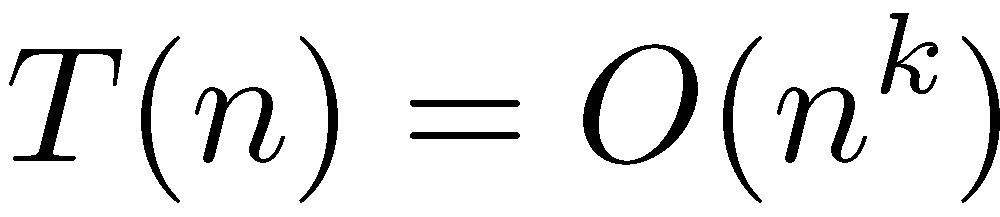 T(n) = O(n^k)